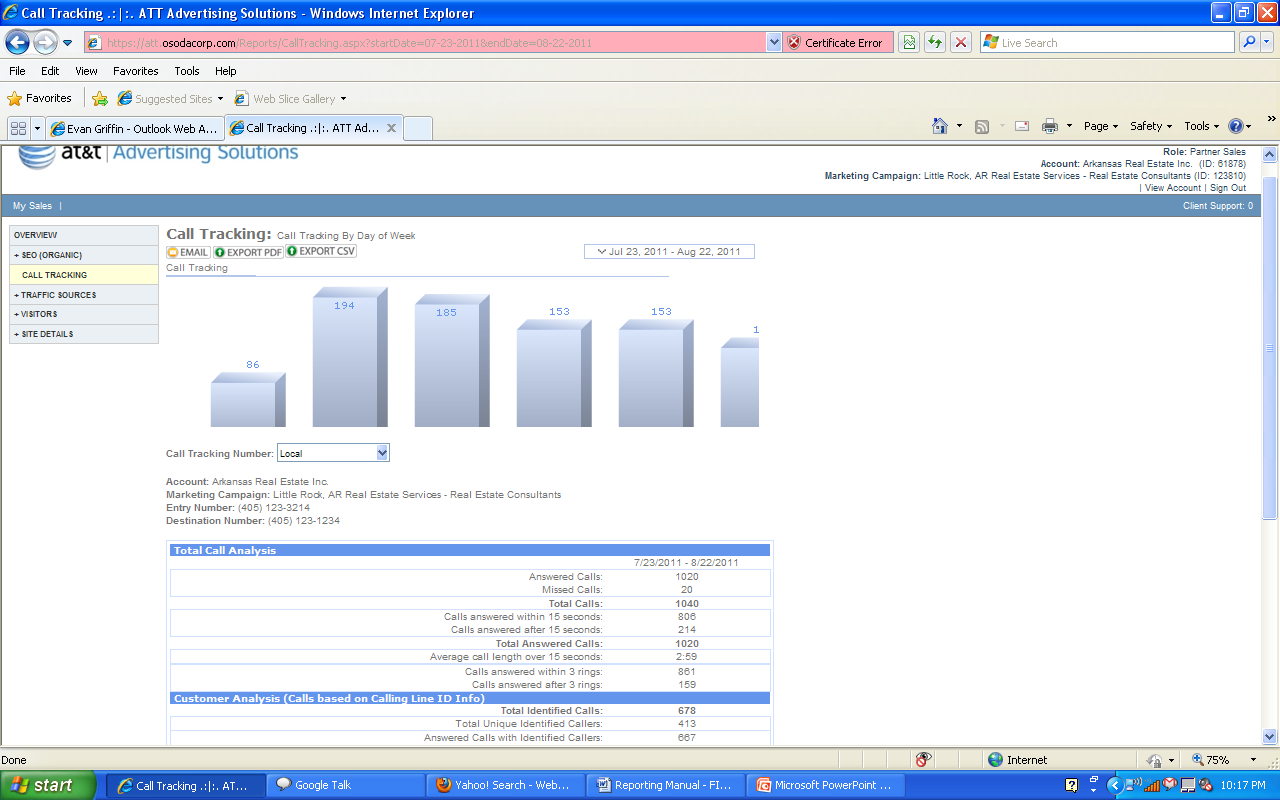 Call Tracking .:|:. ATT Advertising Solutions - Windows Internet Explorer
https://att.osodacorp.com/Reports/CallTracking.aspx?startDate=07-23-2011&endDate=08-22-2011
Certificate Error
Live Search
File Edit View Favorites Tools Help
Favorites Suggested Sites Web Slice Gallery
Evan Griffin - Outlook Web A...
Call Tracking .:|:. ATT Ad...
Page Safety Tools
at&t | Advertising Solutions
Role: Partner Sales
Account: Arkansas Real Estate Inc. (ID: 61878)
Marketing Campaign: Little Rock, AR Real Estate Services - Real Estate Consultants (ID: 123810)
| View Account | Sign Out
My Sales |
Client Support: 0
OVERVIEW
+ SEO (ORGANIC)
CALL TRACKING
+ TRAFFIC SOURCES
+ VISITORS
+ SITE DETAILS
Call Tracking: Call Tracking By Day of Week
EMAIL EXPORT PDF EXPORT CSV
Jul 23, 2011 - Aug 22, 2011
Call Tracking
86
194
185
153
153
1
Call Tracking Number: Local
Account: Arkansas Real Estate Inc.
Marketing Campaign: Little Rock, AR Real Estate Services - Real Estate Consultants
Entry Number: (405) 123-3214
Destination Number: (405) 123-1234
Total Call Analysis
7/23/2011 - 8/22/2011
Answered Calls: 1020
Missed Calls: 20
Total Calls: 1040
Calls answered within 15 seconds: 806
Calls answered after 15 seconds: 214
Total Answered Calls: 1020
Average call length over 15 seconds: 2:59
Calls answered within 3 rings: 861
Calls answered after 3 rings: 159
Customer Analysis (Calls based on Calling Line ID Info)
Total Identified Calls: 678
Total Unique Identified Callers: 413
Answered Calls with Identified Callers: 667
Done
Internet
75%
start
Call Tracking .:|:. AT...
Google Talk
Yahoo! Search - Web...
Reporting Manual - FI...
Microsoft PowerPoint ...
10:17 PM